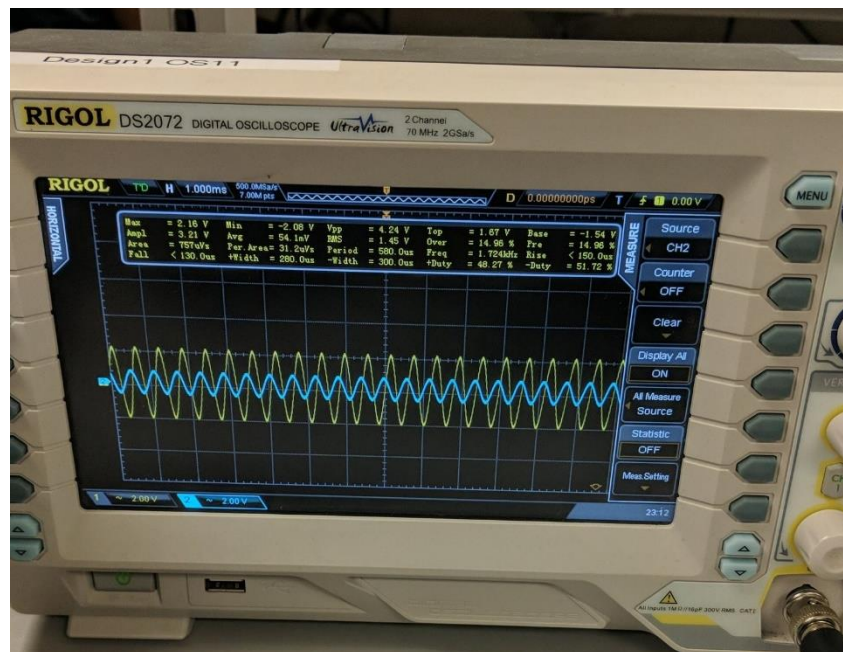 Design1 OS11
RIGOL DS2072 DIGITAL OSCILLOSCOPE UltraVision 2 Channel
70 MHz 2GSa/s
RIGOL T'D H 1.000ms 500.0MSa/s 7.00M pts D 0.00000000ps T 1 0.00 V
MENU
HORIZONTAL
Max = 2.16 V Min = -2.08 V Vpp = 4.24 V Top = 1.67 V Base = -1.54 V
Ampl = 3.21 V Avg = 54.1mV RMS = 1.45 V Over = 14.96 % Pre = 14.96 %
Area = 757uVs Per.Area= 31.2uVs Period = 580.0us Freq = 1.724kHz Rise < 150.0us
Fall < 130.0us +Width = 280.0us -Width = 300.0us +Duty = 48.27 % -Duty = 51.72 %
MEASURE
Source
CH2
Counter
OFF
Clear
Display All
ON
All Measure
Source
Statistic
OFF
Meas.Setting
1 ~ 2.00 V 2 ~ 2.00 V
23:12
VER